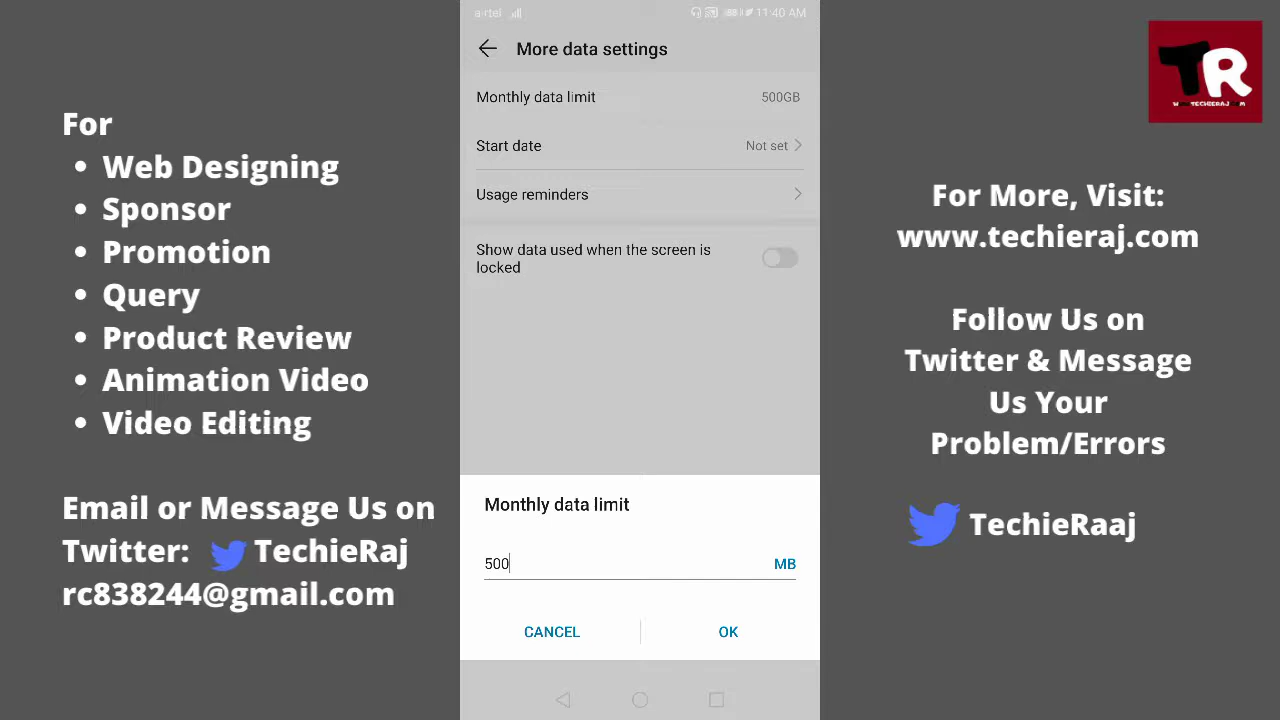 For
• Web Designing
• Sponsor
• Promotion
• Query
• Product Review
• Animation Video
• Video Editing
Email or Message Us on
Twitter: TechieRaj
rc838244@gmail.com
11:40 AM
More data settings
Monthly data limit 500GB
Start date Not set
Usage reminders
Show data used when the screen is
locked
Monthly data limit
500 MB
CANCEL OK
TR
For More, Visit:
www.techieraj.com
Follow Us on
Twitter & Message
Us Your
Problem/Errors
TechieRaaj